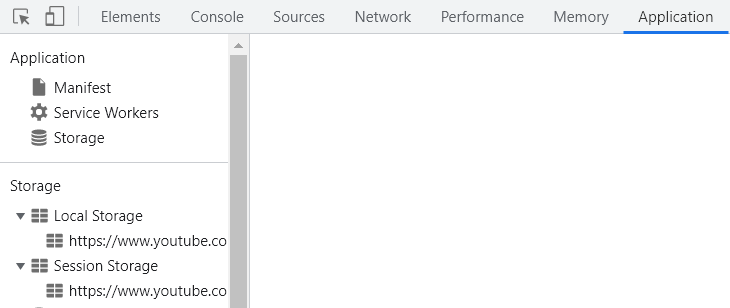 Elements Console Sources Network Performance Memory Application
Application
Manifest
Service Workers
Storage
Storage
Local Storage
https://www.youtube.co
Session Storage
https://www.youtube.co